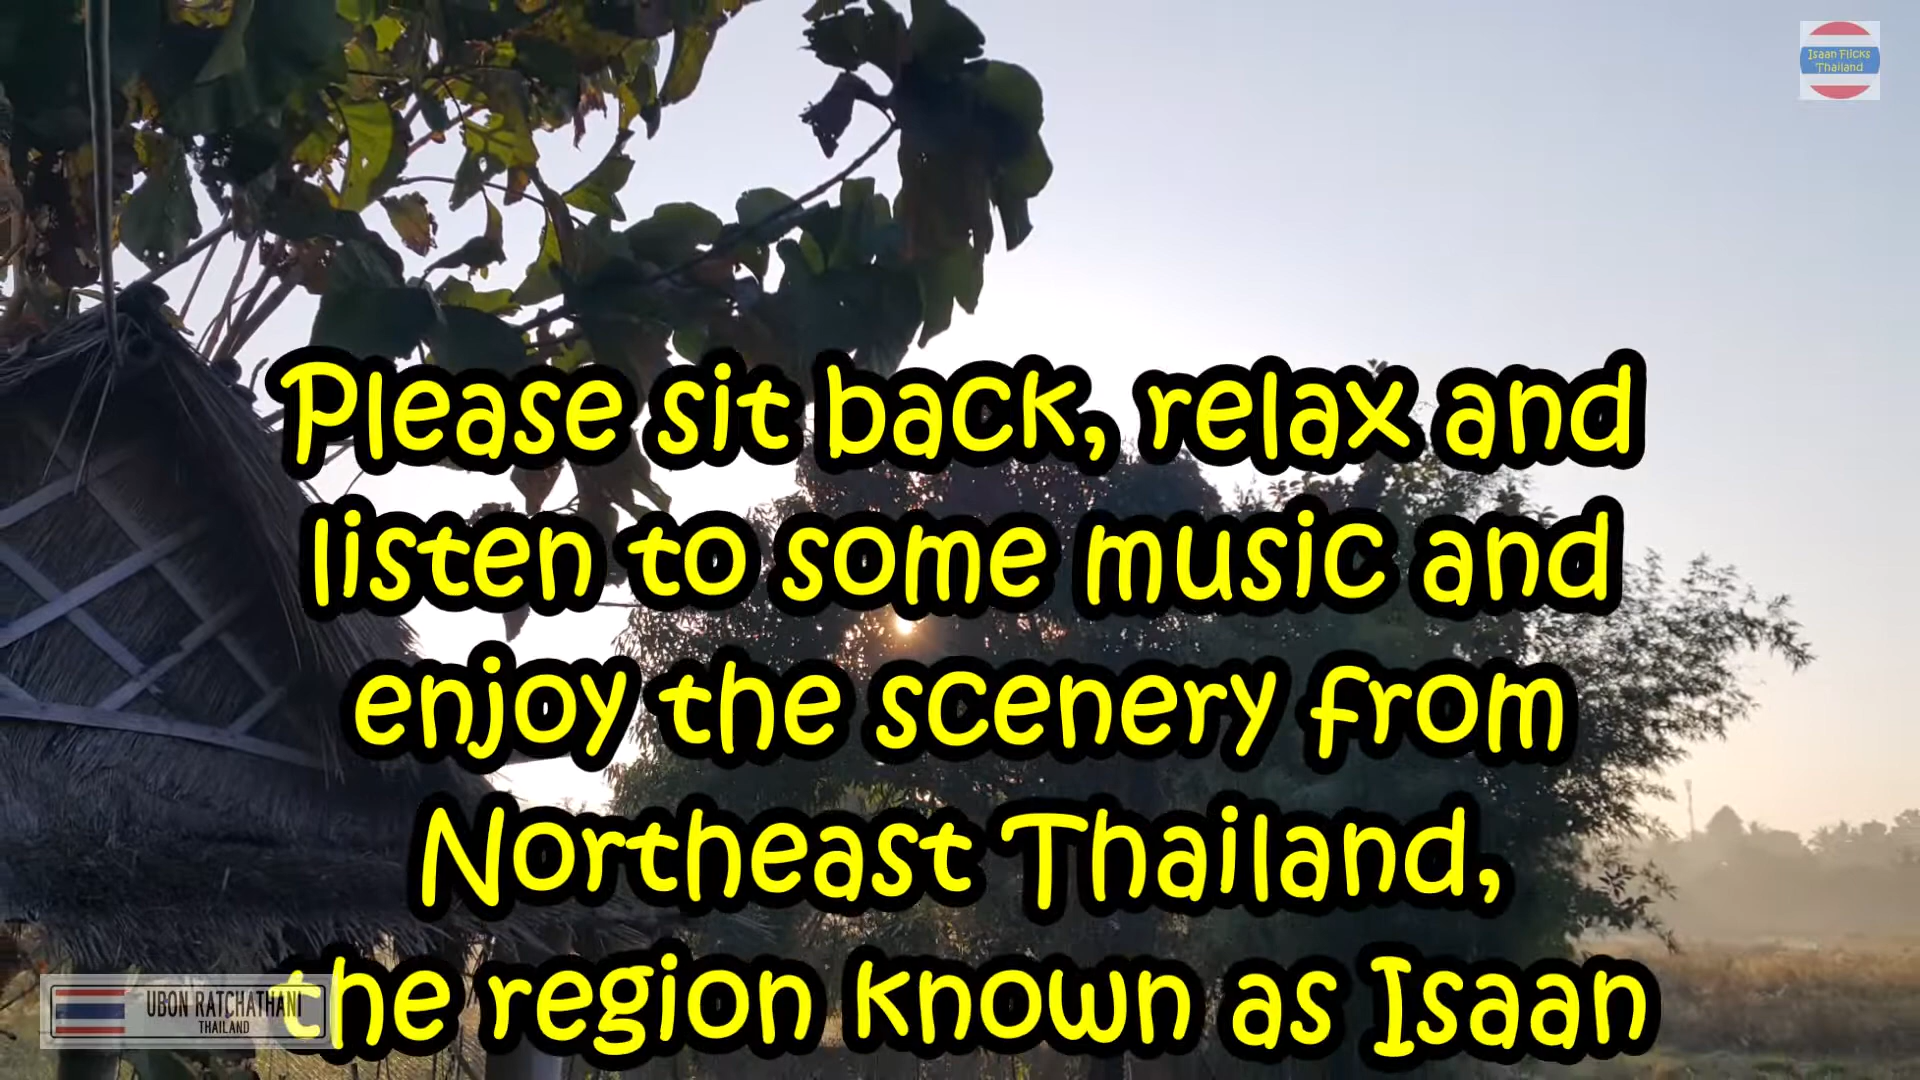 Isaan Flicks
Thailand
Please sit back, relax and
listen to some music and
enjoy the scenery from
Northeast Thailand,
the region known as Isaan
UBON RATCHATHANI
THAILAND